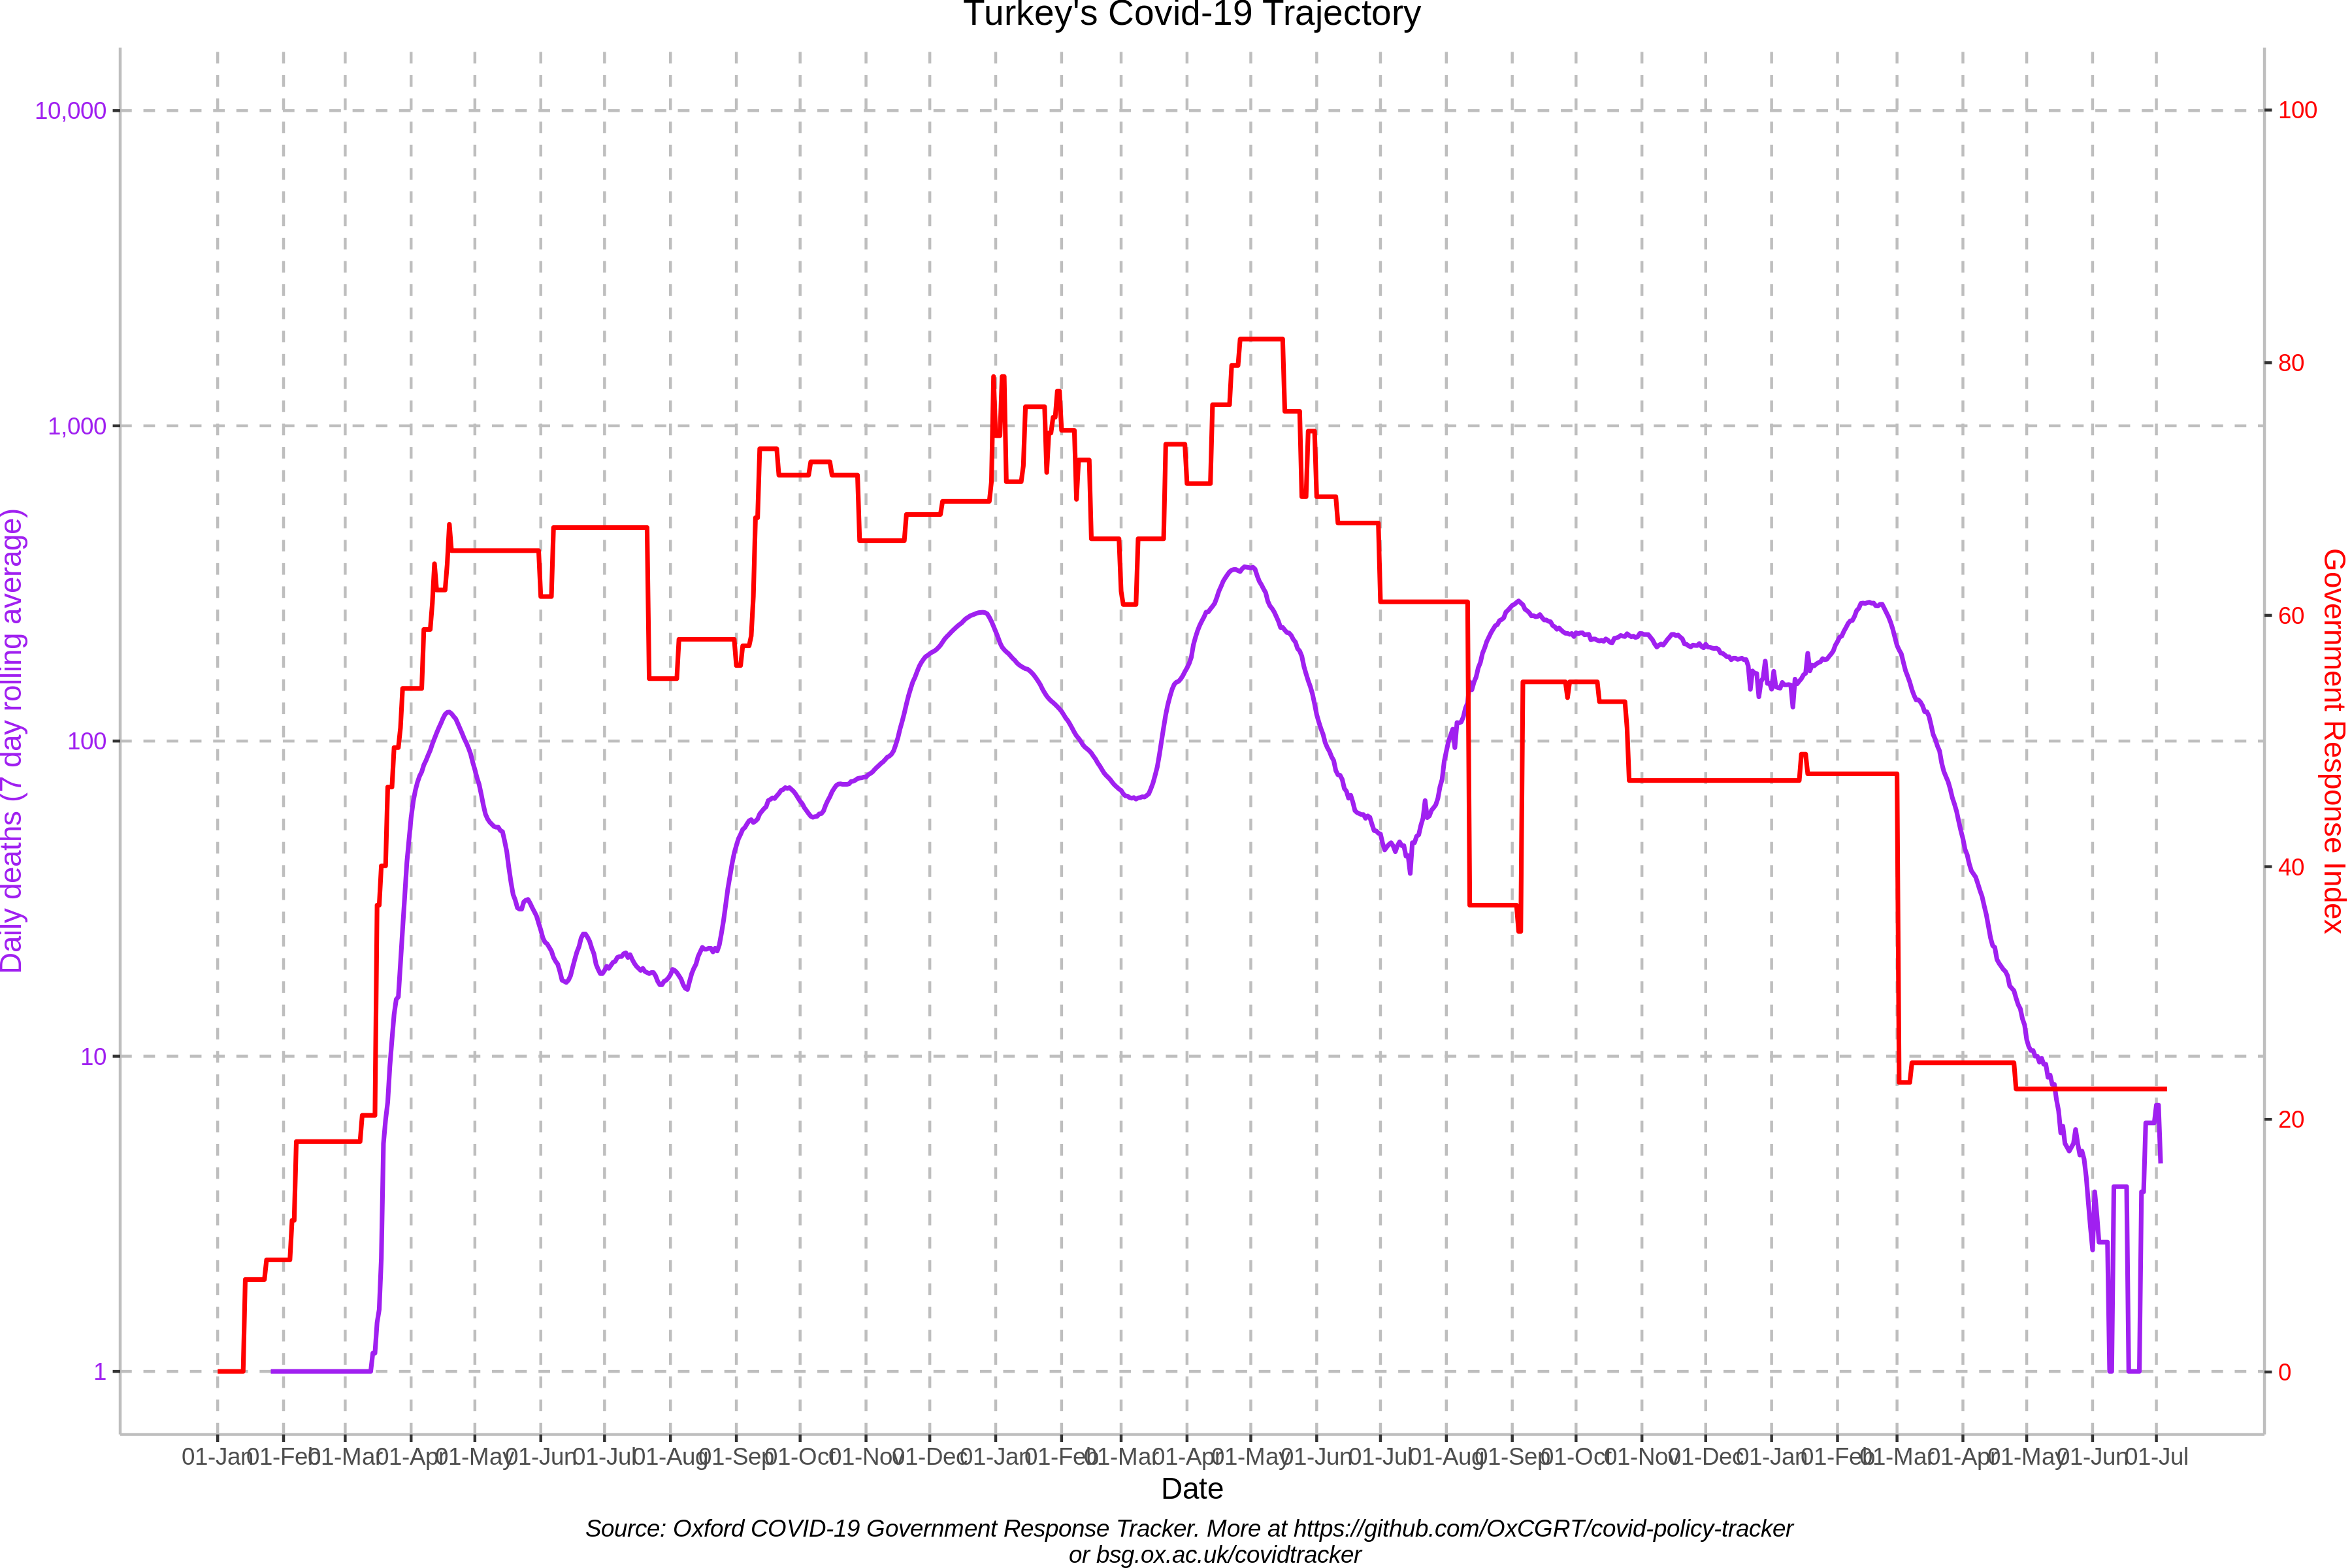 Turkey's Covid-19 Trajectory
Daily deaths (7 day rolling average)
10,000
1,000
100
10
1
100
80
60
40
20
0
Government Response Index
01-Jan 01-Feb 01-Mar 01-Apr 01-May 01-Jun 01-Jul 01-Aug 01-Sep 01-Oct 01-Nov 01-Dec 01-Jan 01-Feb 01-Mar 01-Apr 01-May 01-Jun 01-Jul 01-Aug 01-Sep 01-Oct 01-Nov 01-Dec 01-Jan 01-Feb 01-Mar 01-Apr 01-May 01-Jun 01-Jul
Date
Source: Oxford COVID-19 Government Response Tracker. More at https://github.com/OxCGRT/covid-policy-tracker
or bsg.ox.ac.uk/covidtracker